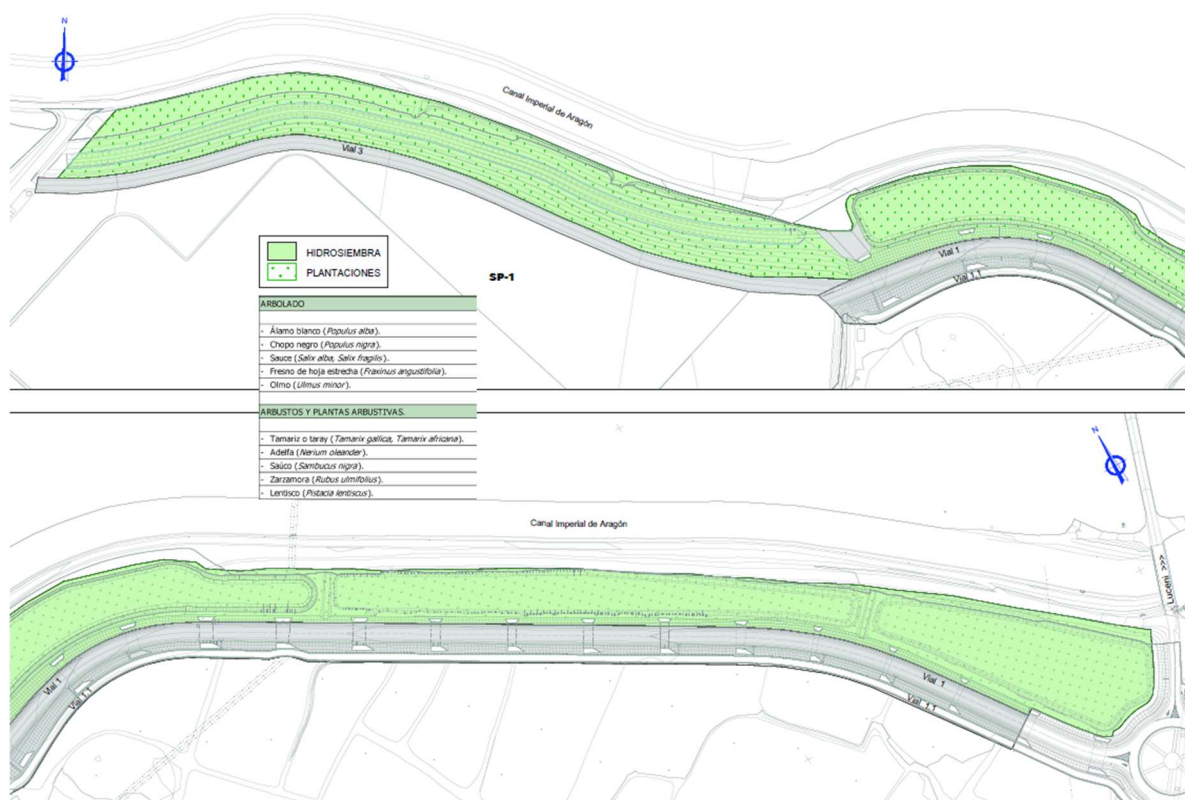 N
Canal Imperial de Aragón
Vial 3
Vial 1
Vial 1.1
HIDROSIEMBRA
PLANTACIONES
SP-1
ARBOLADO
- Álamo blanco (Populus alba).
- Chopo negro (Populus nigra).
- Sauce (Salix alba, Salix fragilis).
- Fresno de hoja estrecha (Fraxinus angustifolia).
- Olmo (Ulmus minor).
ARBUSTOS Y PLANTAS ARBUSTIVAS.
- Tamariz o taray (Tamarix gallica, Tamarix africana).
- Adelfa (Nerium oleander).
- Saúco (Sambucus nigra).
- Zarzamora (Rubus ulmifolius).
- Lentisco (Pistacia lentiscus).
N
Canal Imperial de Aragón
Luceni >>>
Vial 1
Vial 1.1
Vial 1
Vial 1.1